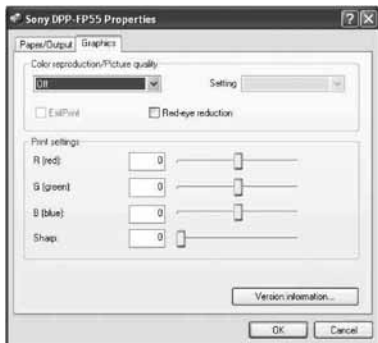 Sony DPP-FP55 Properties
Paper/Output Graphics
Color reproduction/Picture quality
Off Setting
ExifPrint Red-eye reduction
Print settings
R (red): 0
G (green): 0
B (blue): 0
Sharp: 0
Version information...
OK Cancel